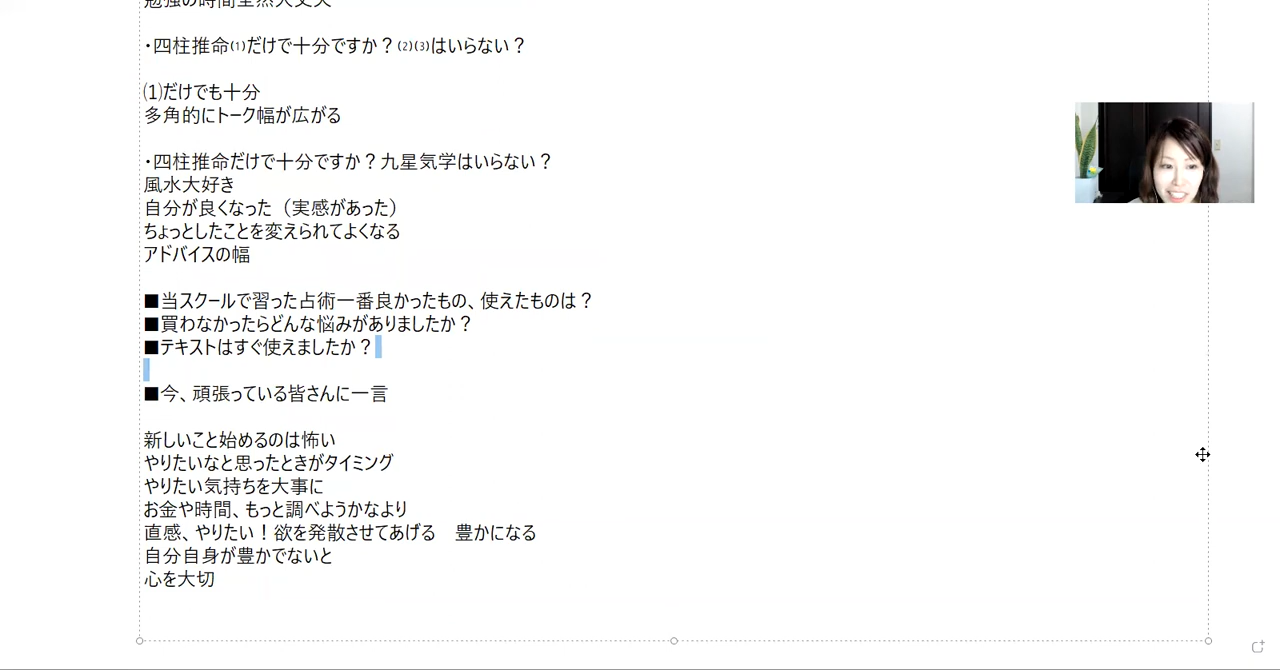 勉強の時間全然大丈夫
・四柱推命⑴だけで十分ですか？⑵⑶はいらない？
⑴だけでも十分
多角的にトーク幅が広がる
・四柱推命だけで十分ですか？九星気学はいらない？
風水大好き
自分が良くなった（実感があった）
ちょっとしたことを変えられてよくなる
アドバイスの幅
■当スクールで習った占術一番良かったもの、使えたものは？
■買わなかったらどんな悩みがありましたか？
■テキストはすぐ使えましたか？
■今、頑張っている皆さんに一言
新しいこと始めるのは怖い
やりたいなと思ったときがタイミング
やりたい気持ちを大事に
お金や時間、もっと調べようかなより
直感、やりたい！欲を発散させてあげる　豊かになる
自分自身が豊かでないと
心を大切